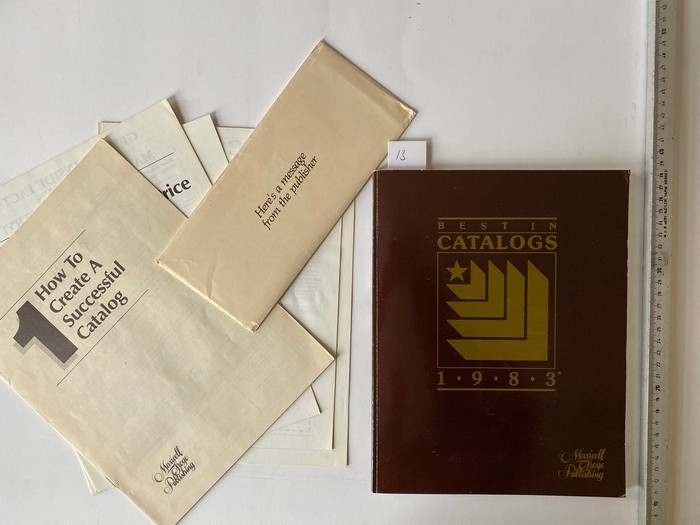 Here's a message
from the publisher
rice
1
How To
Create A
Successful
Catalog
Maxwell
Sroge
Publishing
13
BEST IN
CATALOGS
1·9·8·3
Maxwell
Sroge
Publishing